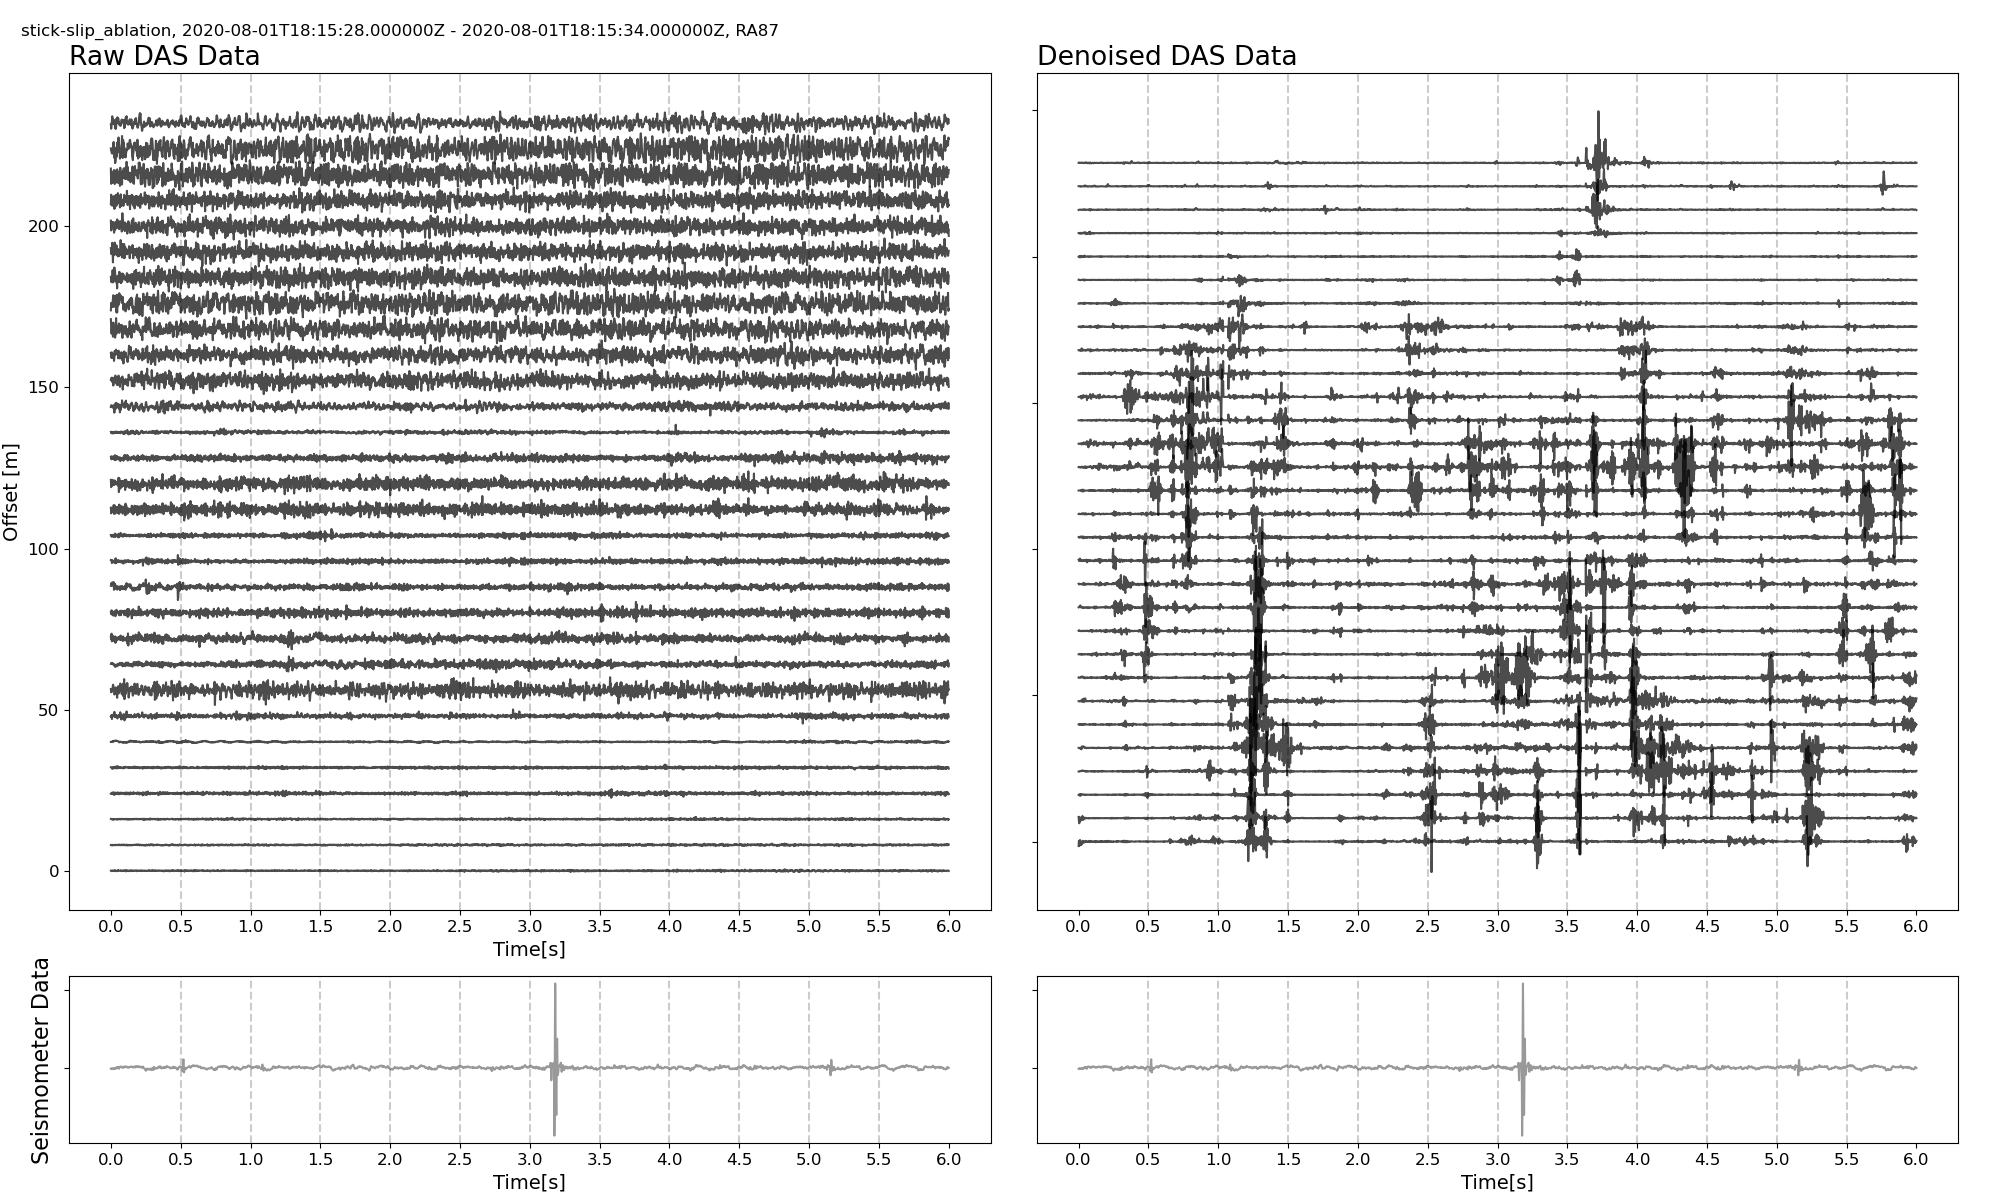 stick-slip_ablation, 2020-08-01T18:15:28.000000Z - 2020-08-01T18:15:34.000000Z, RA87
Raw DAS Data
Denoised DAS Data
Offset [m]
200
150
100
50
0
0.0 0.5 1.0 1.5 2.0 2.5 3.0 3.5 4.0 4.5 5.0 5.5 6.0
Time[s]
0.0 0.5 1.0 1.5 2.0 2.5 3.0 3.5 4.0 4.5 5.0 5.5 6.0
Seismometer Data
0.0 0.5 1.0 1.5 2.0 2.5 3.0 3.5 4.0 4.5 5.0 5.5 6.0
Time[s]
0.0 0.5 1.0 1.5 2.0 2.5 3.0 3.5 4.0 4.5 5.0 5.5 6.0
Time[s]